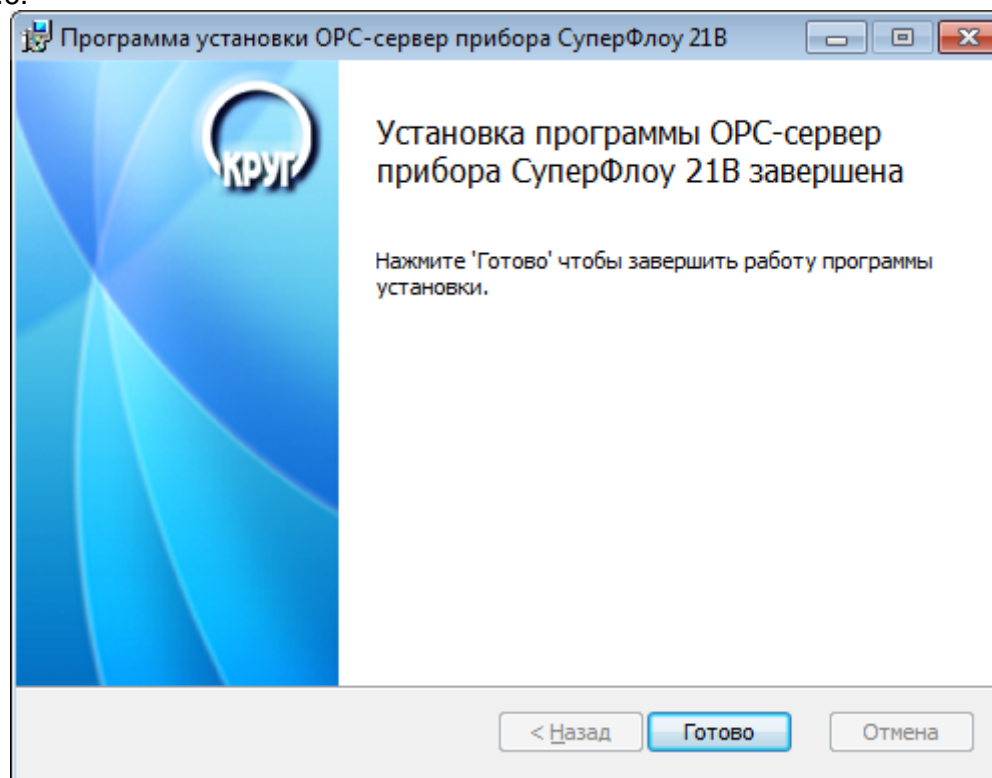 Программа установки OPC-сервер прибора СуперФлоу 21В
КРУГ
Установка программы OPC-сервер
прибора СуперФлоу 21В завершена
Нажмите 'Готово' чтобы завершить работу программы
установки.
< Назад
Готово
Отмена